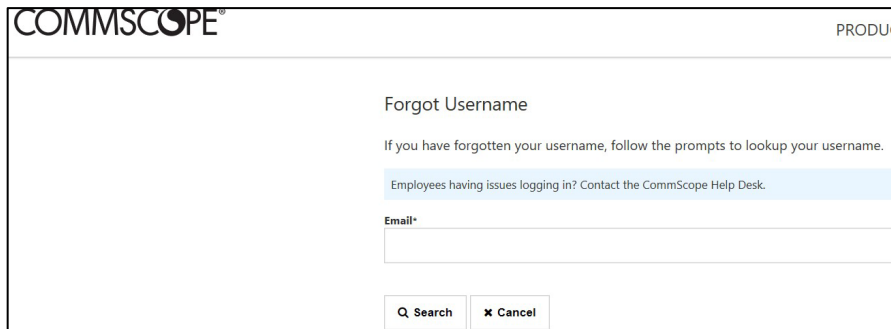 COMMSCOPE®
PRODUC
Forgot Username
If you have forgotten your username, follow the prompts to lookup your username.
Employees having issues logging in? Contact the CommScope Help Desk.
Email*
Search
Cancel